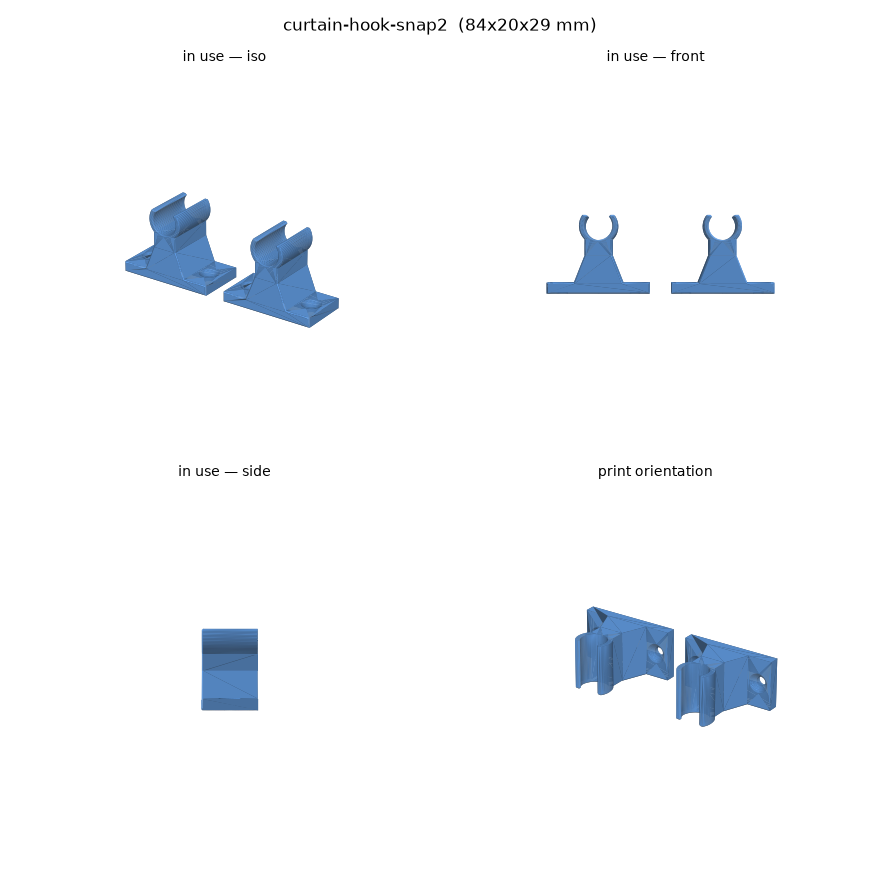 curtain-hook-snap2  (84x20x29 mm)
in use — iso
in use — front
in use — side
print orientation